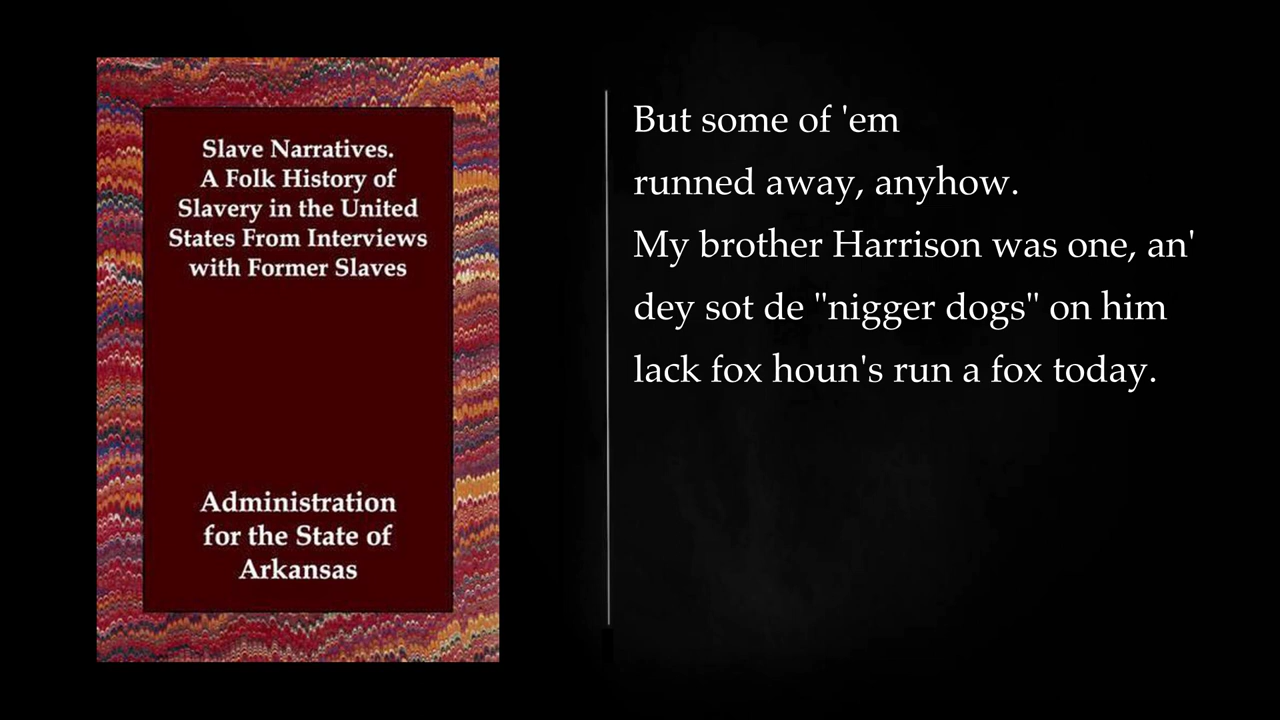 Slave Narratives.
A Folk History of
Slavery in the United
States From Interviews
with Former Slaves
Administration
for the State of
Arkansas
But some of 'em
runned away, anyhow.
My brother Harrison was one, an'
dey sot de "nigger dogs" on him
lack fox houn's run a fox today.